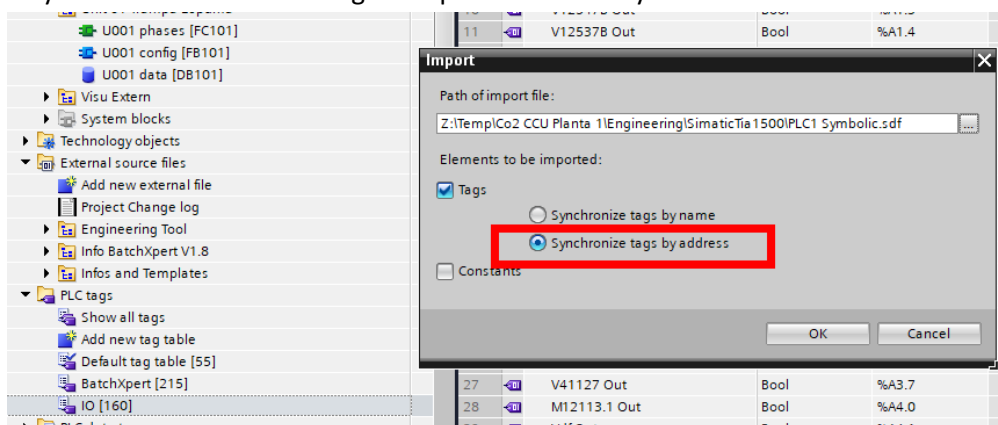 U001 phases [FC101]
U001 config [FB101]
U001 data [DB101]
Visu Extern
System blocks
Technology objects
External source files
Add new external file
Project Change log
Engineering Tool
Info BatchXpert V1.8
Infos and Templates
PLC tags
Show all tags
Add new tag table
Default tag table [55]
BatchXpert [215]
IO [160]
11 V12537B Out Bool %A1.4
Import
Path of import file:
Z:\Temp\Co2 CCU Planta 1\Engineering\SimaticTia1500\PLC1 Symbolic.sdf ...
Elements to be imported:
Tags
Synchronize tags by name
Synchronize tags by address
Constants
OK Cancel
27 V41127 Out Bool %A3.7
28 M12113.1 Out Bool %A4.0